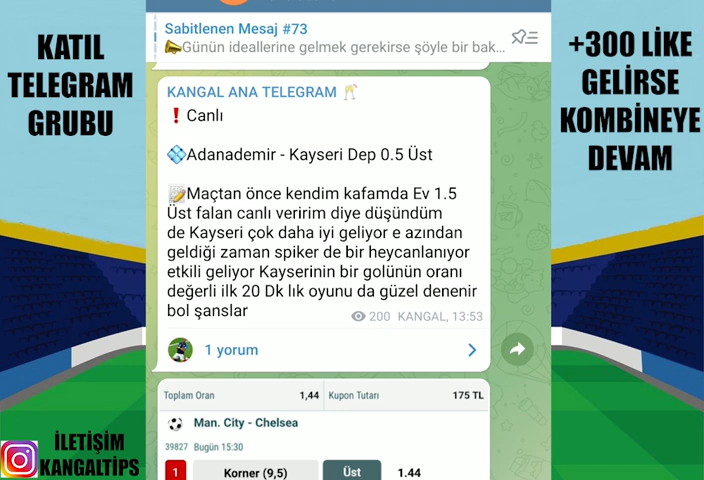 KATIL
TELEGRAM
GRUBU
Sabitlenen Mesaj #73
Günün ideallerine gelmek gerekirse şöyle bir bak...
KANGAL ANA TELEGRAM
Canlı
Adanademir - Kayseri Dep 0.5 Üst
Maçtan önce kendim kafamda Ev 1.5
Üst falan canlı veririm diye düşündüm
de Kayseri çok daha iyi geliyor e azından
geldiği zaman spiker de bir heycanlanıyor
etkili geliyor Kayserinin bir golünün oranı
değerli ilk 20 Dk lık oyunu da güzel denenir
bol şanslar
200 KANGAL, 13:53
1 yorum
Toplam Oran 1,44 Kupon Tutarı 175 TL
Man. City - Chelsea
39827 Bugün 15:30
1 Korner (9,5) Üst 1.44
+300 LİKE
GELİRSE
KOMBİNEYE
DEVAM
İLETİŞİM
KANGALTİPS